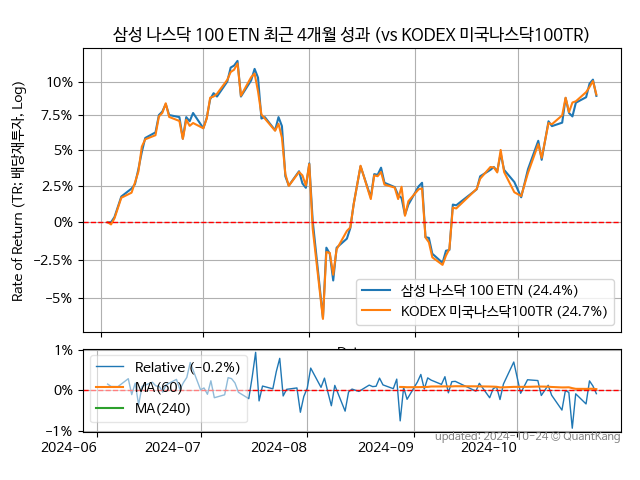 삼성 나스닥 100 ETN 최근 4개월 성과 (vs KODEX 미국나스닥100TR)
Rate of Return (TR: 배당재투자, Log)
10%
7.5%
5%
2.5%
0%
−2.5%
−5%
삼성 나스닥 100 ETN (24.4%)
KODEX 미국나스닥100TR (24.7%)
1%
0%
−1%
Relative (−0.2%)
MA(60)
MA(240)
updated: 2024-10-24 © QuantKang
2024-06
2024-07
2024-08
2024-09
2024-10